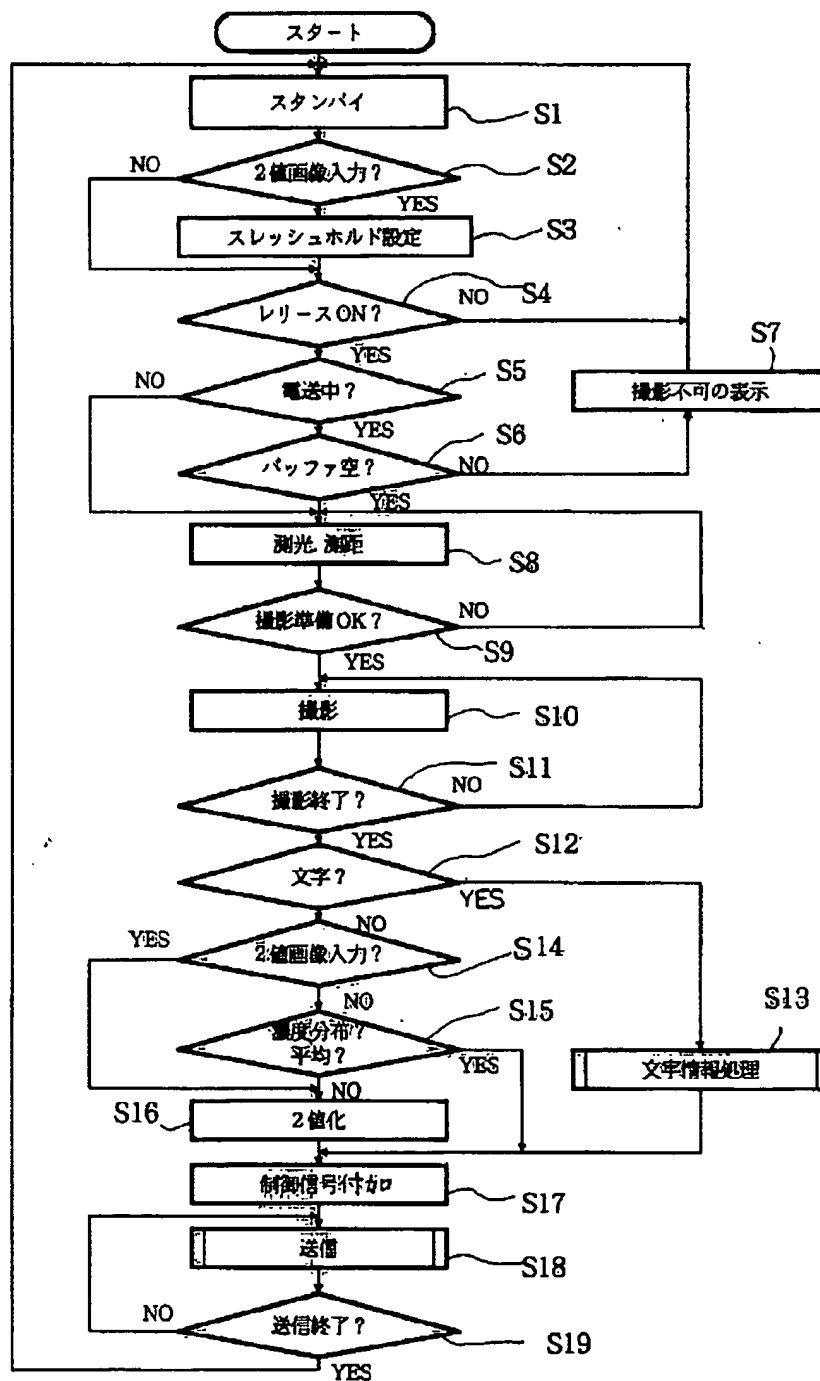 スタート
スタンバイ
S1
NO
2値画像入力?
S2
YES
スレッシュホルド設定
S3
レリースON?
NO
S4
YES
S7
撮影不可の表示
NO
電送中?
S5
YES
バッファ空?
S6
NO
YES
測光、測距
S8
撮影準備OK?
NO
S9
YES
撮影
S10
撮影終了?
S11
NO
YES
文字?
S12
YES
NO
YES
2値画像入力?
S14
NO
濃度分布?
平均?
S15
YES
S13
文字情報処理
NO
S16
2値化
制御信号付加
S17
送信
S18
NO
送信終了?
S19
YES